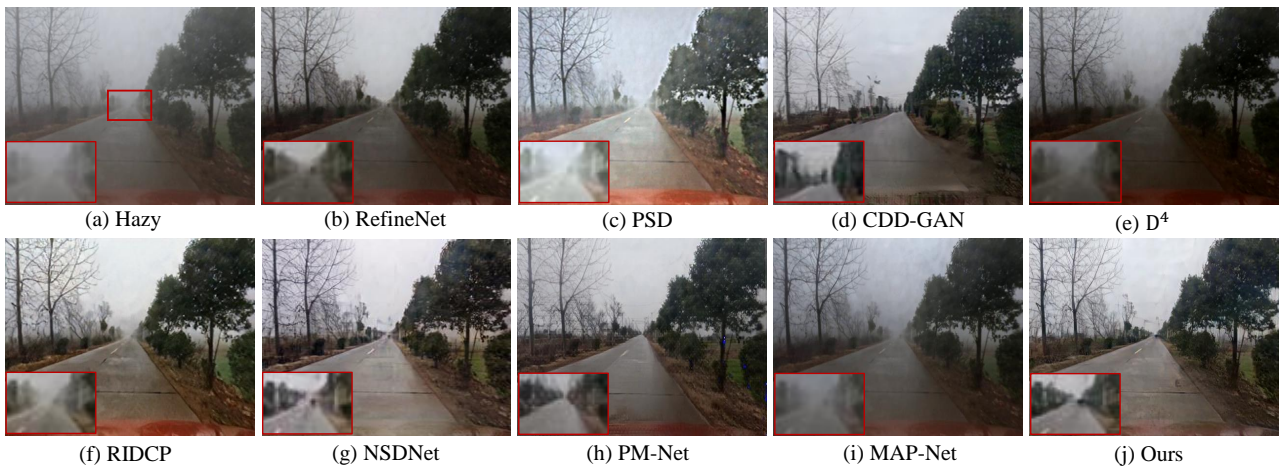 (a) Hazy
(b) RefineNet
(c) PSD
(d) CDD-GAN
(e) D⁴
(f) RIDCP
(g) NSDNet
(h) PM-Net
(i) MAP-Net
(j) Ours